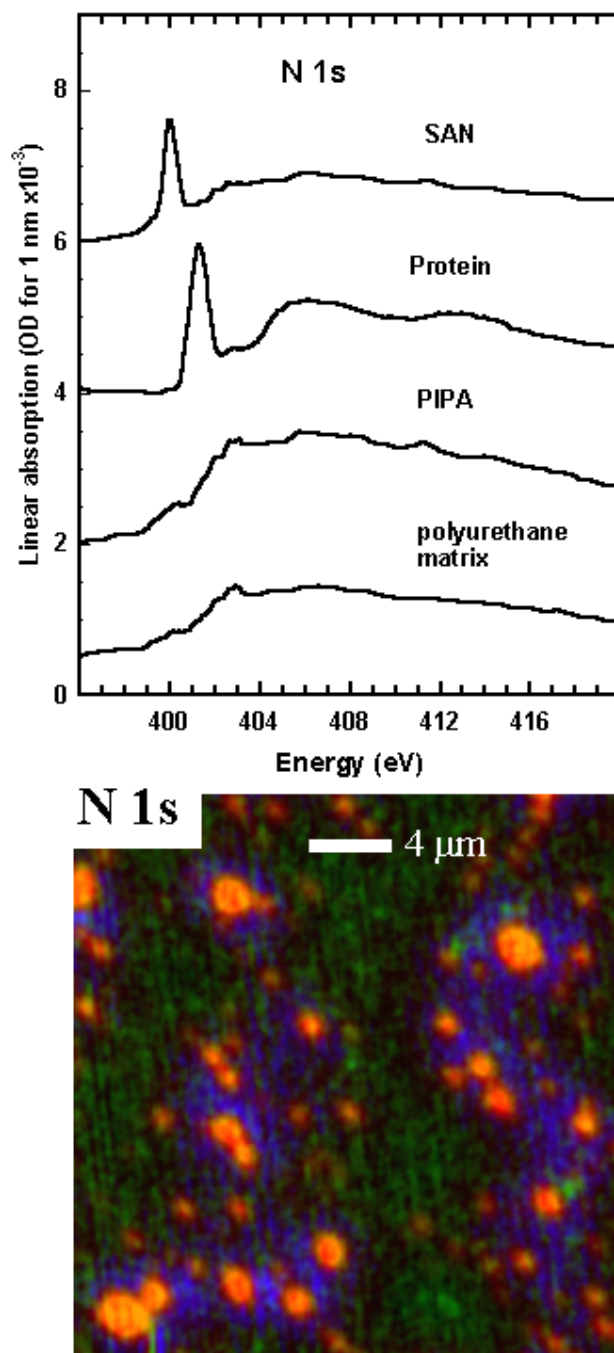 N 1s
8
SAN
6
Protein
4
PIPA
polyurethane
matrix
2
0
Linear absorption (OD for 1 nm x10⁻³)
400 404 408 412 416
Energy (eV)
N 1s
4 μm